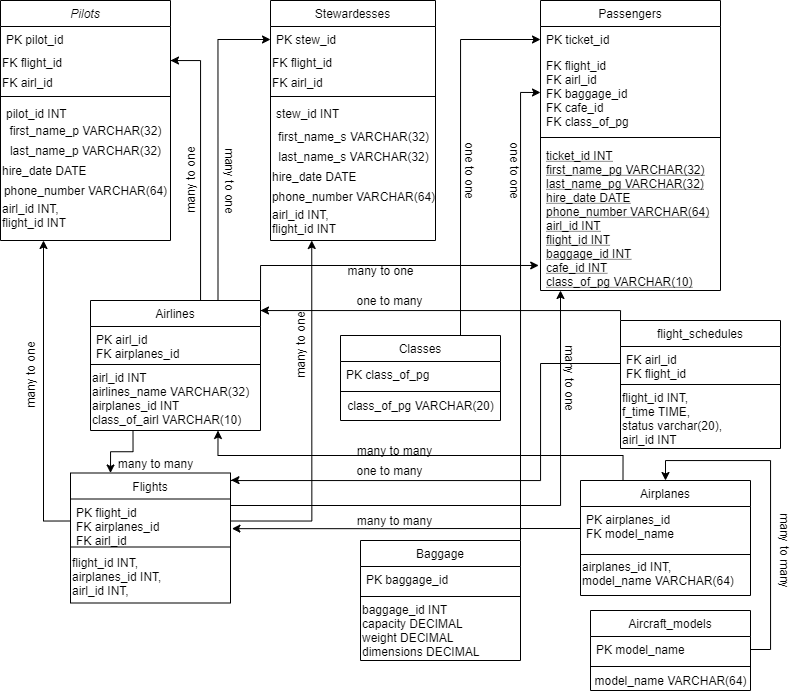 Pilots
PK pilot_id
FK flight_id
FK airl_id
pilot_id INT
first_name_p VARCHAR(32)
last_name_p VARCHAR(32)
hire_date DATE
phone_number VARCHAR(64)
airl_id INT,
flight_id INT
Stewardesses
PK stew_id
FK flight_id
FK airl_id
stew_id INT
first_name_s VARCHAR(32)
last_name_s VARCHAR(32)
hire_date DATE
phone_number VARCHAR(64)
airl_id INT,
flight_id INT
Passengers
PK ticket_id
FK flight_id
FK airl_id
FK baggage_id
FK cafe_id
FK class_of_pg
ticket_id INT
first_name_pg VARCHAR(32)
last_name_pg VARCHAR(32)
hire_date DATE
phone_number VARCHAR(64)
airl_id INT
flight_id INT
baggage_id INT
cafe_id INT
class_of_pg VARCHAR(10)
many to one
many to one
one to one
one to one
many to one
one to many
many to one
many to one
many to one
Airlines
PK airl_id
FK airplanes_id
airl_id INT
airlines_name VARCHAR(32)
airplanes_id INT
class_of_airl VARCHAR(10)
Classes
PK class_of_pg
class_of_pg VARCHAR(20)
flight_schedules
FK airl_id
FK flight_id
flight_id INT,
f_time TIME,
status varchar(20),
airl_id INT
many to many
many to many
one to many
many to many
many to many
Flights
PK flight_id
FK airplanes_id
FK airl_id
flight_id INT,
airplanes_id INT,
airl_id INT,
Airplanes
PK airplanes_id
FK model_name
airplanes_id INT,
model_name VARCHAR(64)
Baggage
PK baggage_id
baggage_id INT
capacity DECIMAL
weight DECIMAL
dimensions DECIMAL
Aircraft_models
PK model_name
model_name VARCHAR(64)